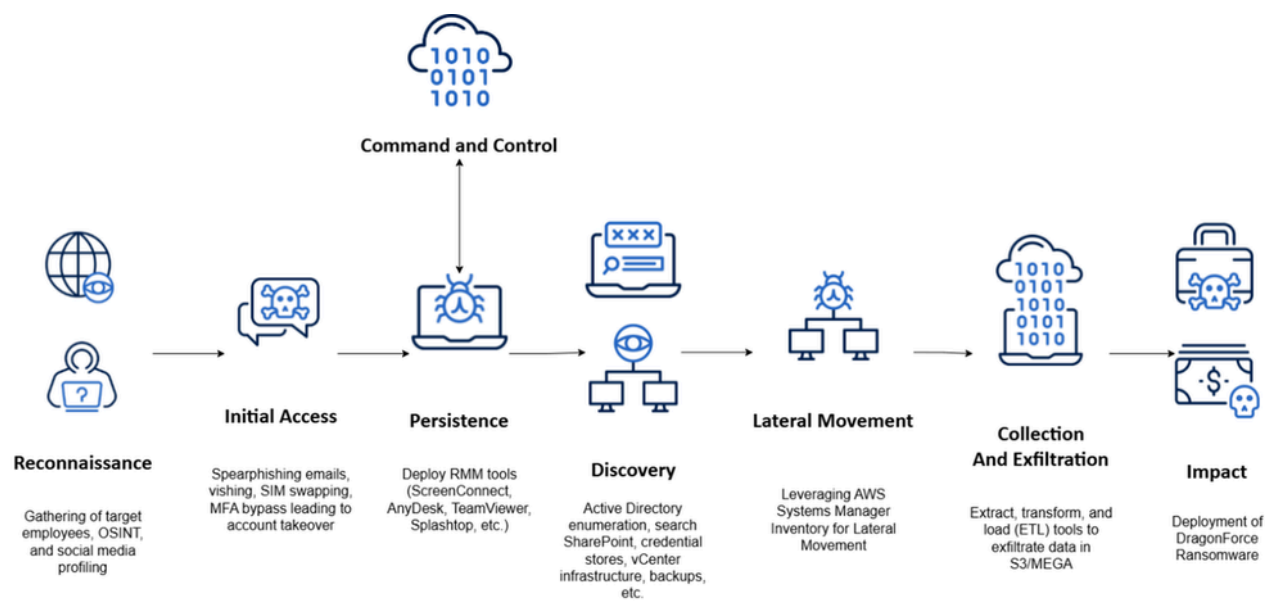 1010
0101
1010
Command and Control
XXX
1010
0101
1010
0101
1010
?
$
Reconnaissance
Gathering of target
employees, OSINT,
and social media
profiling
Initial Access
Spearphishing emails,
vishing, SIM swapping,
MFA bypass leading to
account takeover
Persistence
Deploy RMM tools
(ScreenConnect,
AnyDesk, TeamViewer,
Splashtop, etc.)
Discovery
Active Directory
enumeration, search
SharePoint, credential
stores, vCenter
infrastructure, backups,
etc.
Lateral Movement
Leveraging AWS
Systems Manager
Inventory for Lateral
Movement
Collection
And Exfiltration
Extract, transform, and
load (ETL) tools to
exfiltrate data in
S3/MEGA
Impact
Deployment of
DragonForce
Ransomware